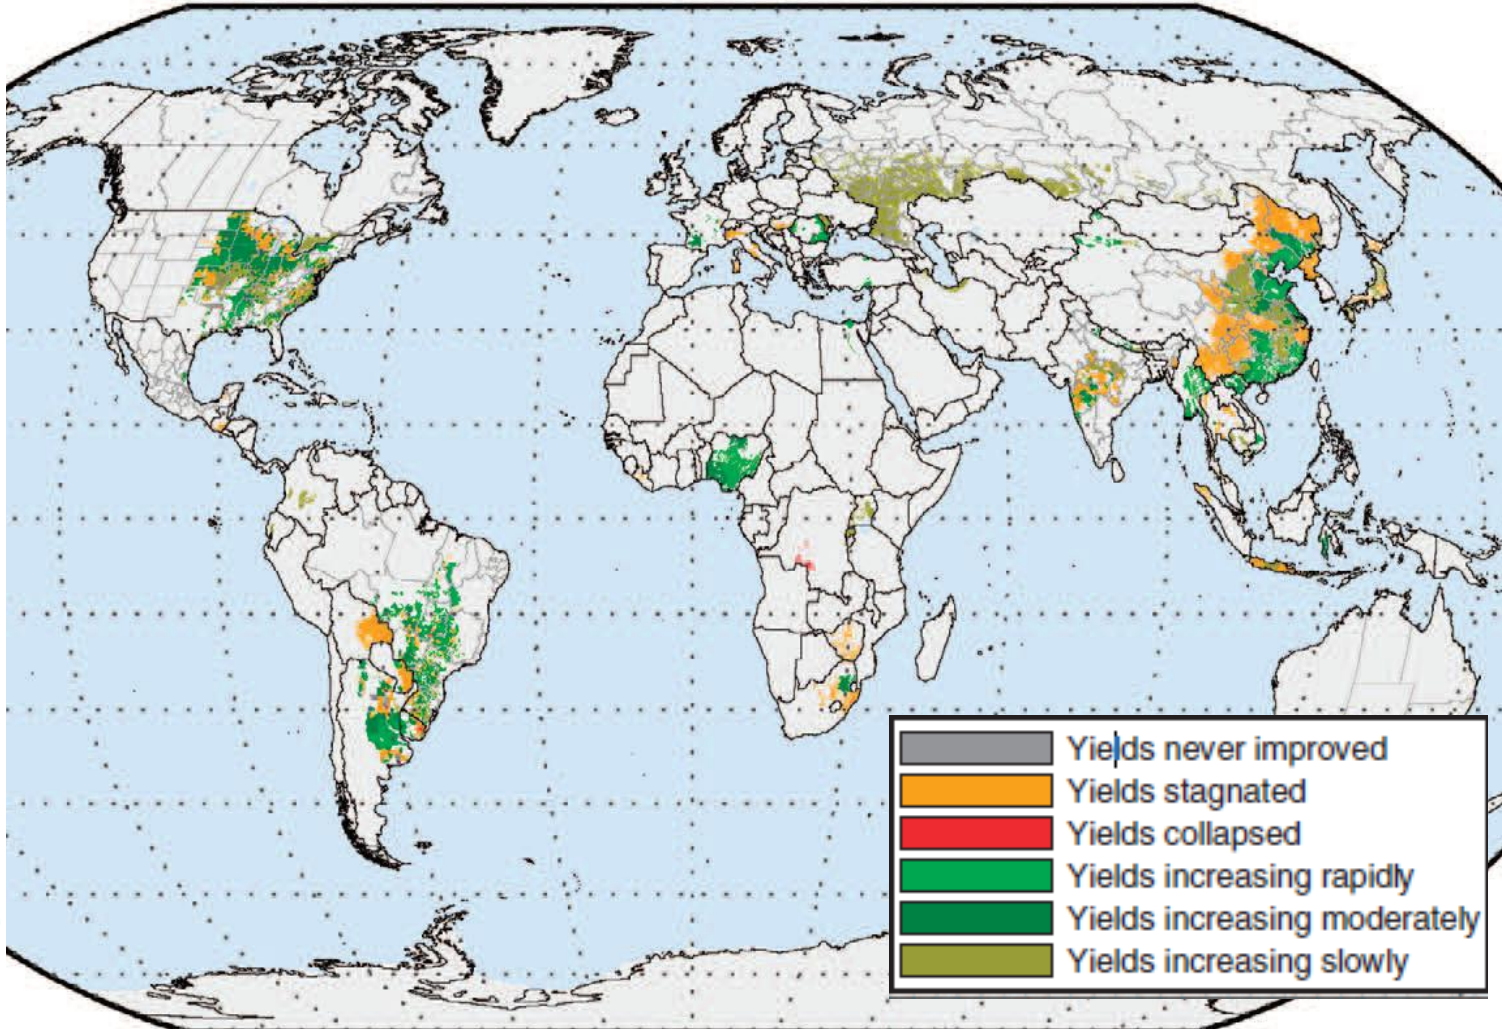 Yields never improved
Yields stagnated
Yields collapsed
Yields increasing rapidly
Yields increasing moderately
Yields increasing slowly